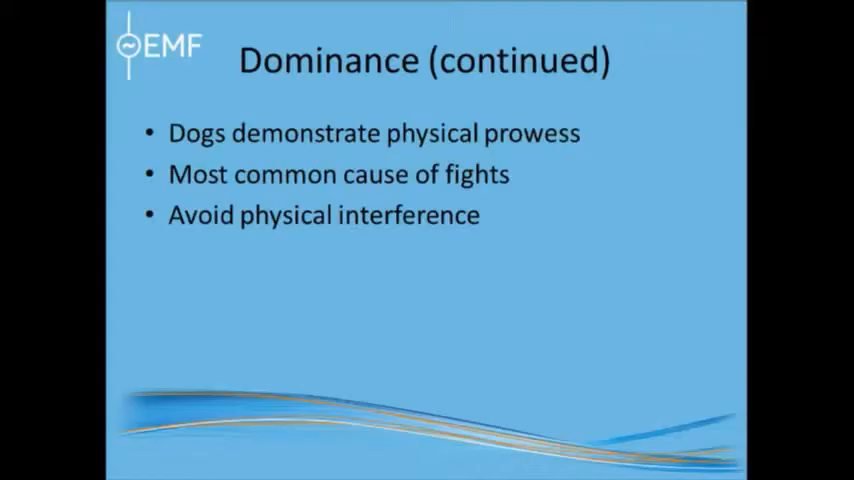 EMF
Dominance (continued)
• Dogs demonstrate physical prowess
• Most common cause of fights
• Avoid physical interference